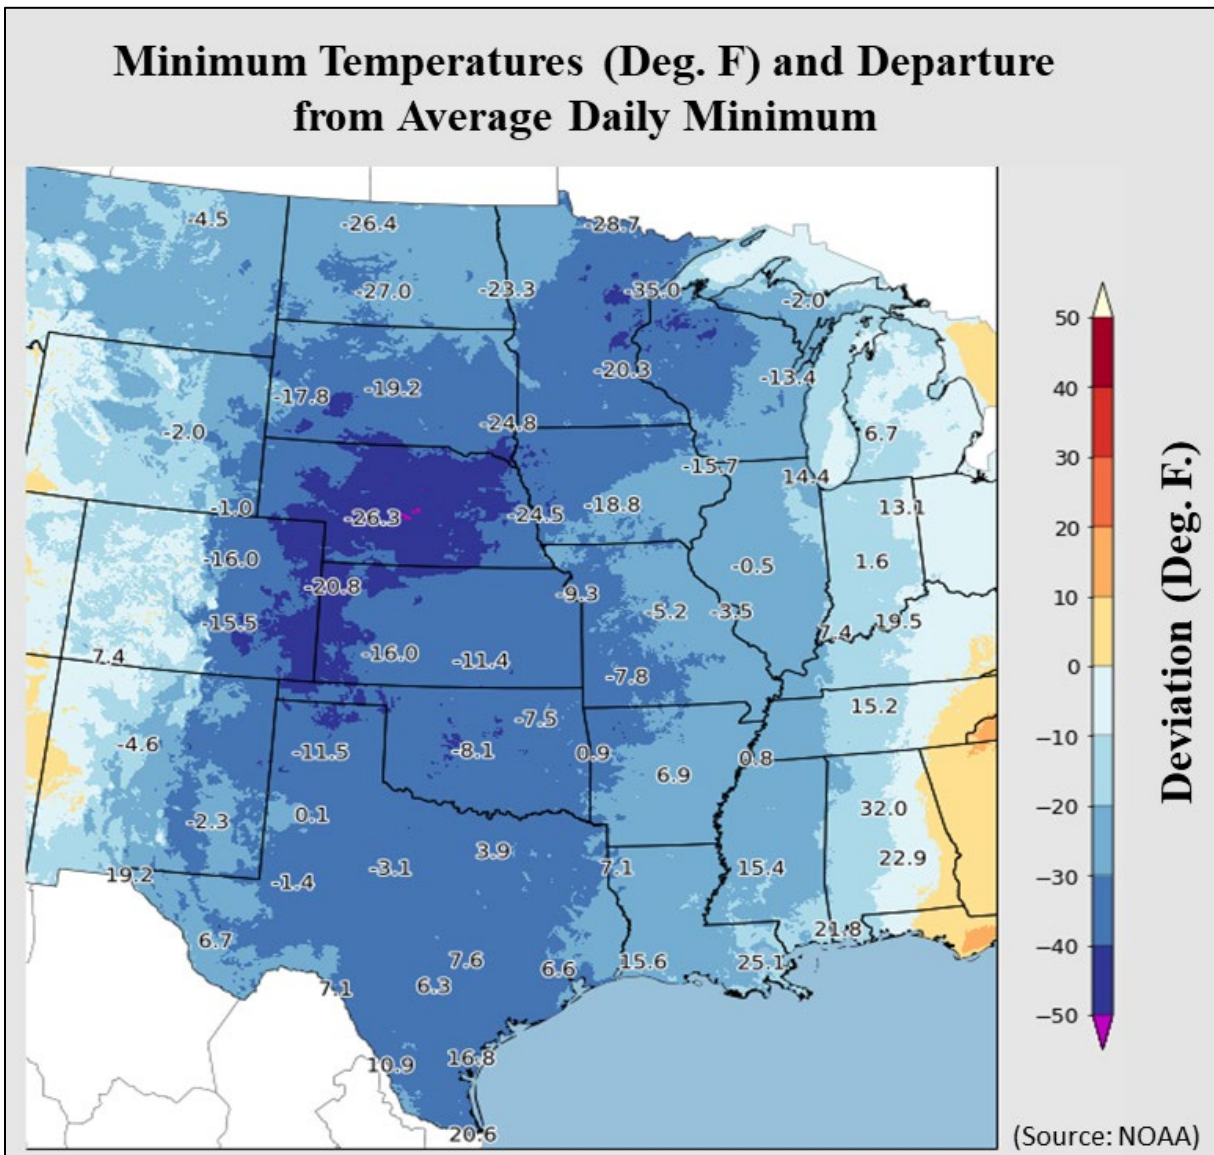 Minimum Temperatures (Deg. F) and Departure
from Average Daily Minimum
-4.5 -26.4 -28.7
-27.0 -23.3 -35.0 -2.0
-17.8 -19.2 -20.3 -13.4
-2.0 -24.8 6.7
-15.7 14.4
-1.0 -26.3 -24.5 -18.8 13.1
-16.0 -20.8 -9.3 -0.5 1.6
-15.5 -5.2 -3.5 7.4 19.5
7.4 -16.0 -11.4 -7.8
-7.5 15.2
-4.6 -11.5 -8.1 0.9 6.9 0.8
-2.3 0.1 32.0
19.2 -1.4 -3.1 3.9 7.1 15.4 22.9
6.7 21.8
7.1 6.3 7.6 6.6 15.6 25.1
10.9 16.8
20.6
50
40
30
20
10
0
−10
−20
−30
−40
−50
Deviation (Deg. F.)
(Source: NOAA)